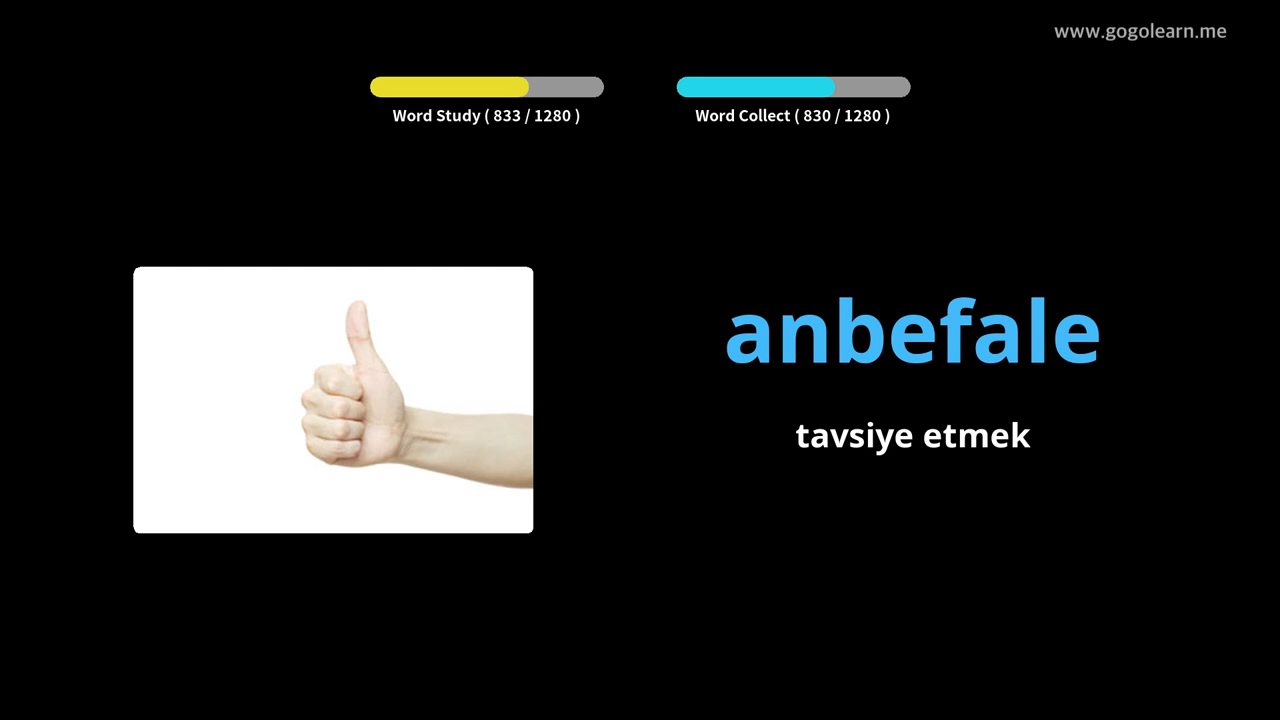 www.gogolearn.me
Word Study ( 833 / 1280 )
Word Collect ( 830 / 1280 )
anbefale
tavsiye etmek